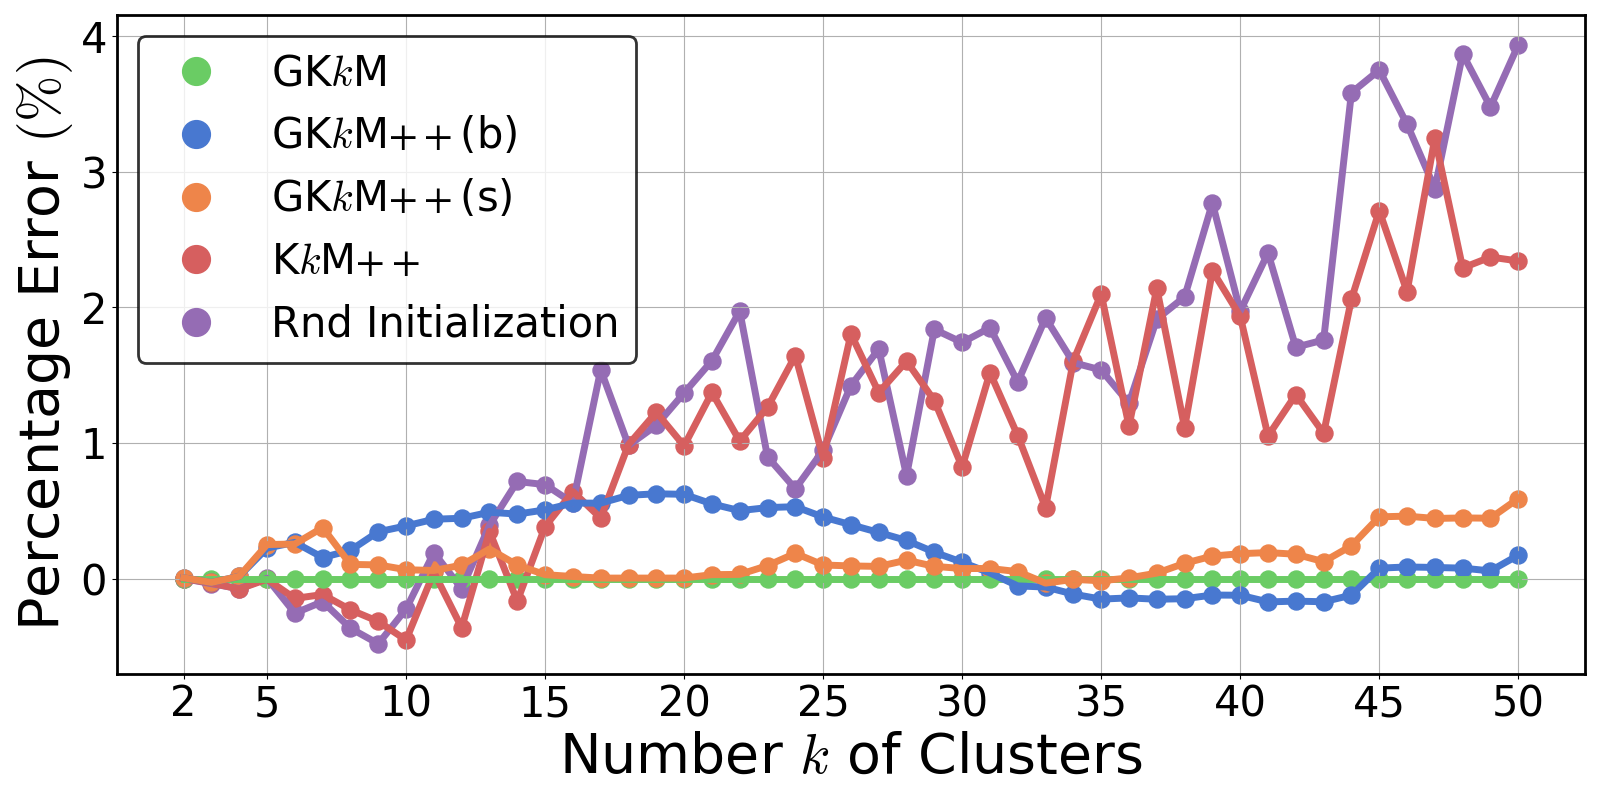 Percentage Error (%)
4
3
2
1
0
GKkM
GKkM++(b)
GKkM++(s)
KkM++
Rnd Initialization
2 5 10 15 20 25 30 35 40 45 50
Number k of Clusters